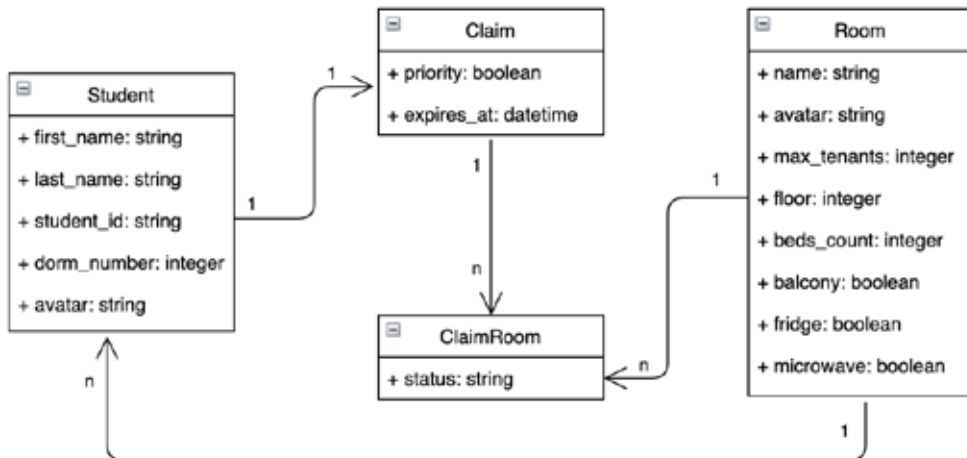 Student
+ first_name: string
+ last_name: string
+ student_id: string
+ dorm_number: integer
+ avatar: string
1
1
Claim
+ priority: boolean
+ expires_at: datetime
1
n
ClaimRoom
+ status: string
Room
+ name: string
+ avatar: string
+ max_tenants: integer
+ floor: integer
+ beds_count: integer
+ balcony: boolean
+ fridge: boolean
+ microwave: boolean
1
n
1
n